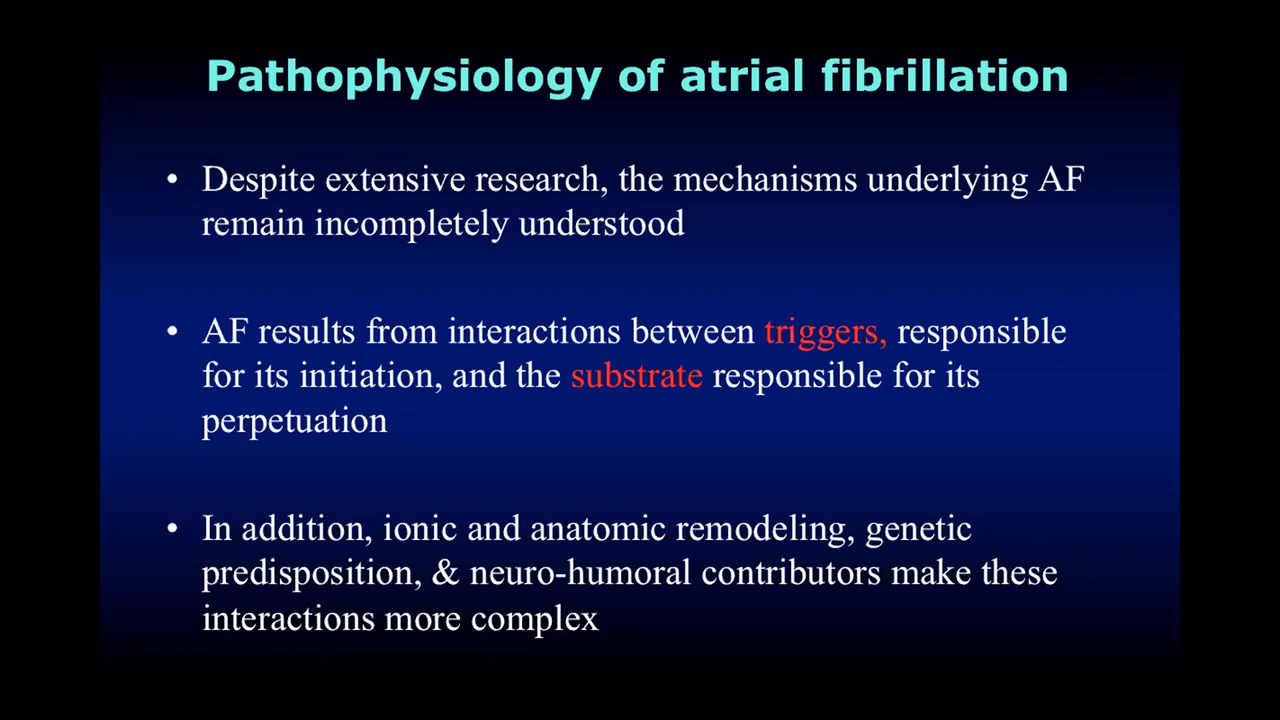 Pathophysiology of atrial fibrillation
• Despite extensive research, the mechanisms underlying AF
remain incompletely understood
• AF results from interactions between triggers, responsible
for its initiation, and the substrate responsible for its
perpetuation
• In addition, ionic and anatomic remodeling, genetic
predisposition, & neuro-humoral contributors make these
interactions more complex